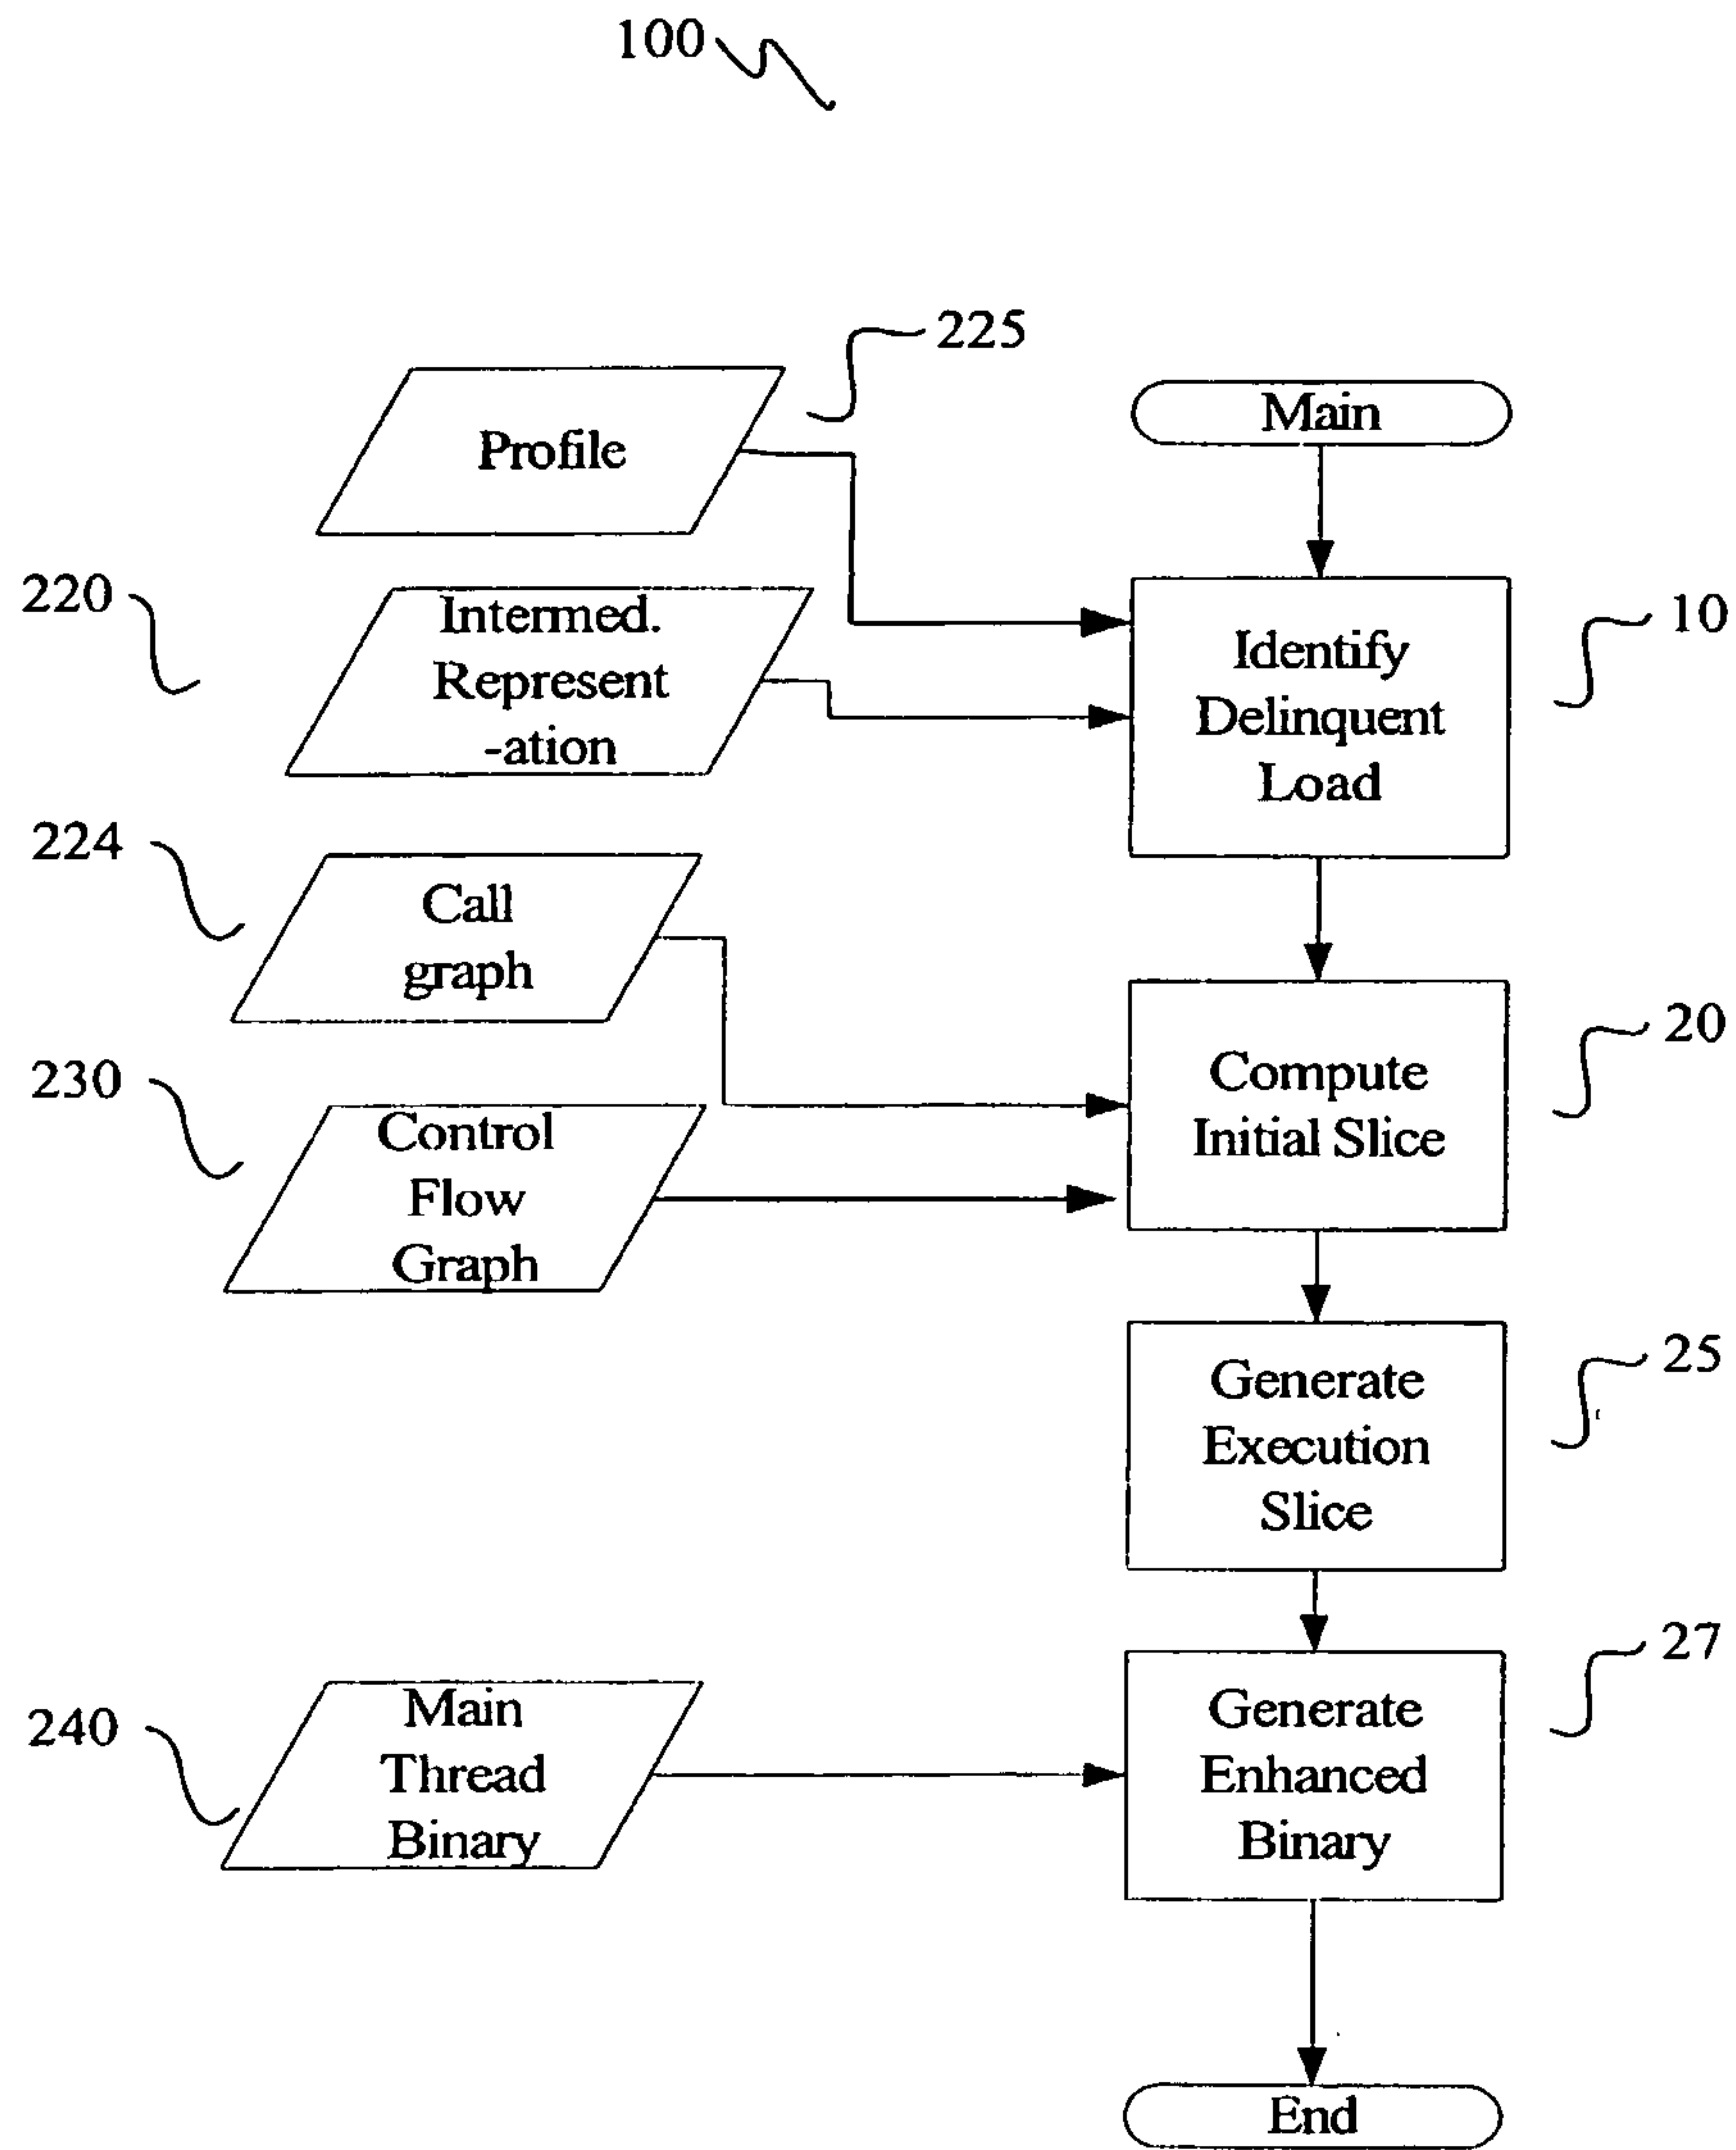 100
225
Profile
Main
220
Intermed.
Represent
-ation
10
Identify
Delinquent
Load
224
Call
graph
20
Compute
Initial Slice
230
Control
Flow
Graph
25
Generate
Execution
Slice
27
Generate
Enhanced
Binary
240
Main
Thread
Binary
End